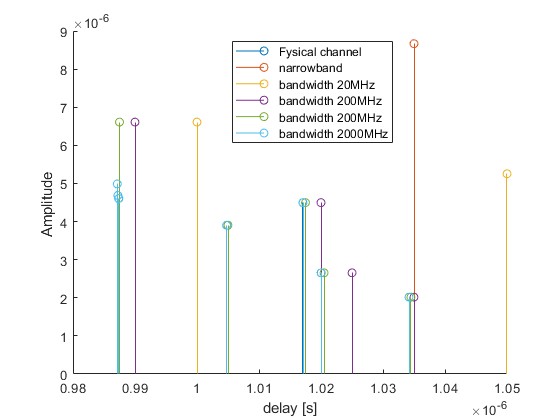 ×10-6
9
8
7
6
5
4
3
2
1
0
Amplitude
Fysical channel
narrowband
bandwidth 20MHz
bandwidth 200MHz
bandwidth 200MHz
bandwidth 2000MHz
0.98 0.99 1 1.01 1.02 1.03 1.04 1.05
delay [s]
×10-6